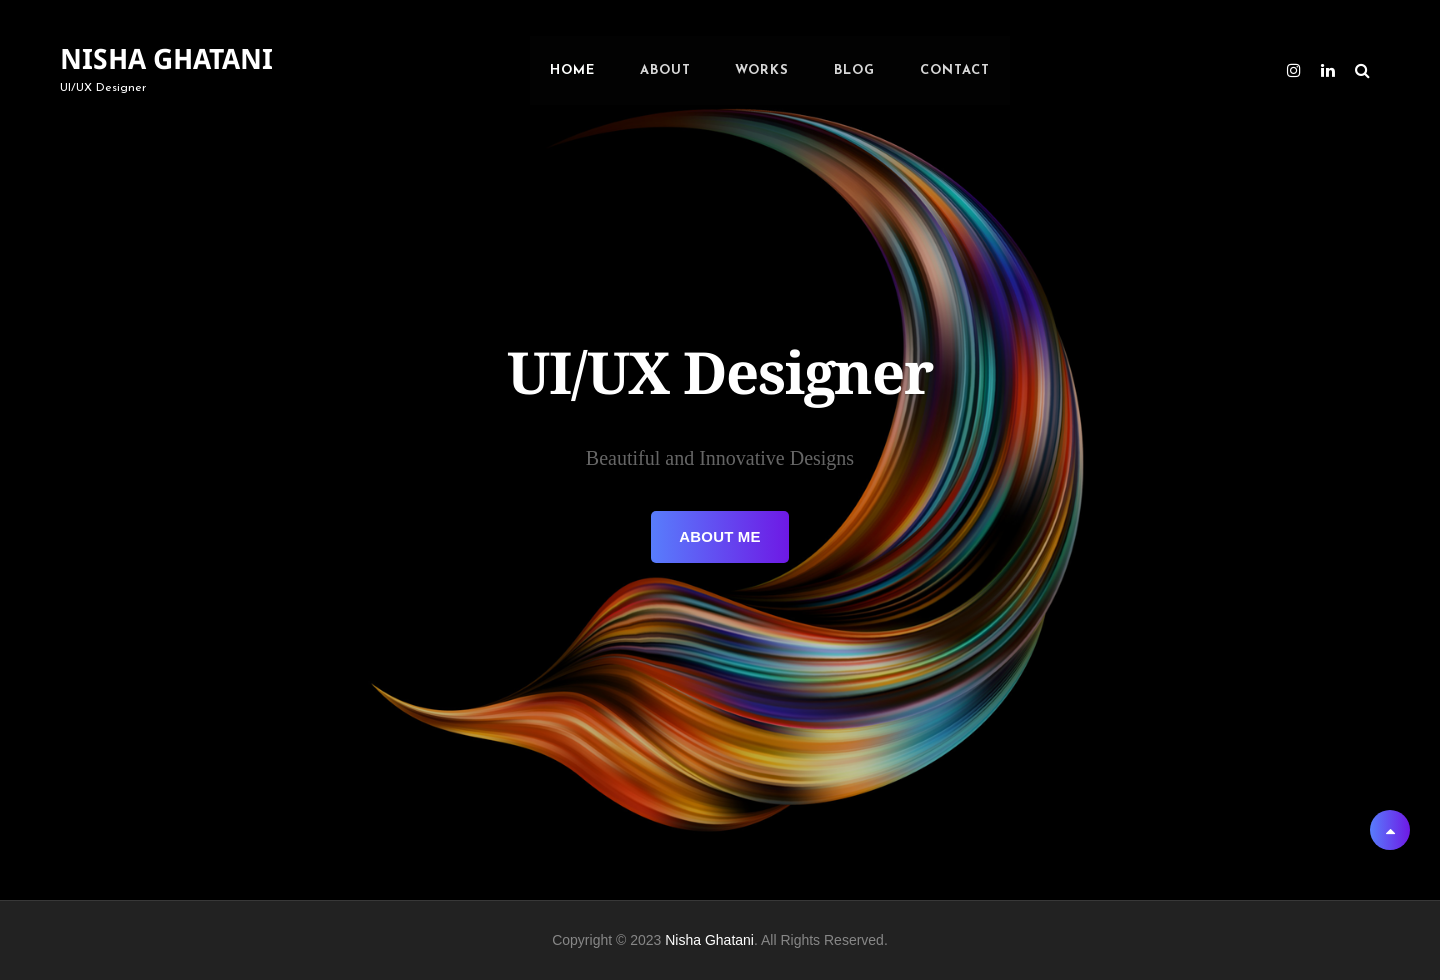 NISHA GHATANI
UI/UX Designer
HOME ABOUT WORKS BLOG CONTACT
UI/UX Designer
Beautiful and Innovative Designs
ABOUT ME
Copyright © 2023 Nisha Ghatani. All Rights Reserved.